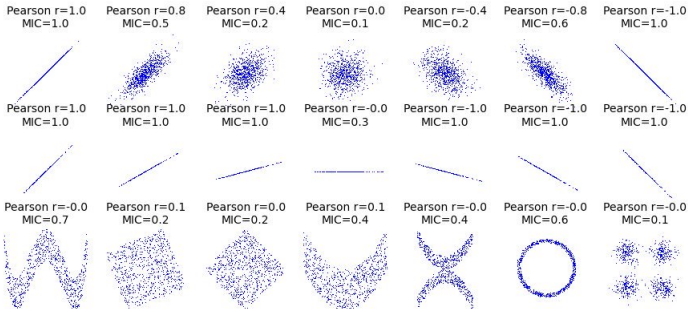 Pearson r=1.0 Pearson r=0.8 Pearson r=0.4 Pearson r=0.0 Pearson r=-0.4 Pearson r=-0.8 Pearson r=-1.0
MIC=1.0 MIC=0.5 MIC=0.2 MIC=0.1 MIC=0.2 MIC=0.6 MIC=1.0
Pearson r=1.0 Pearson r=1.0 Pearson r=1.0 Pearson r=-0.0 Pearson r=-1.0 Pearson r=-1.0 Pearson r=-1.0
MIC=1.0 MIC=1.0 MIC=1.0 MIC=0.3 MIC=1.0 MIC=1.0 MIC=1.0
Pearson r=-0.0 Pearson r=0.1 Pearson r=0.0 Pearson r=0.1 Pearson r=-0.0 Pearson r=-0.0 Pearson r=-0.0
MIC=0.7 MIC=0.2 MIC=0.2 MIC=0.4 MIC=0.4 MIC=0.6 MIC=0.1